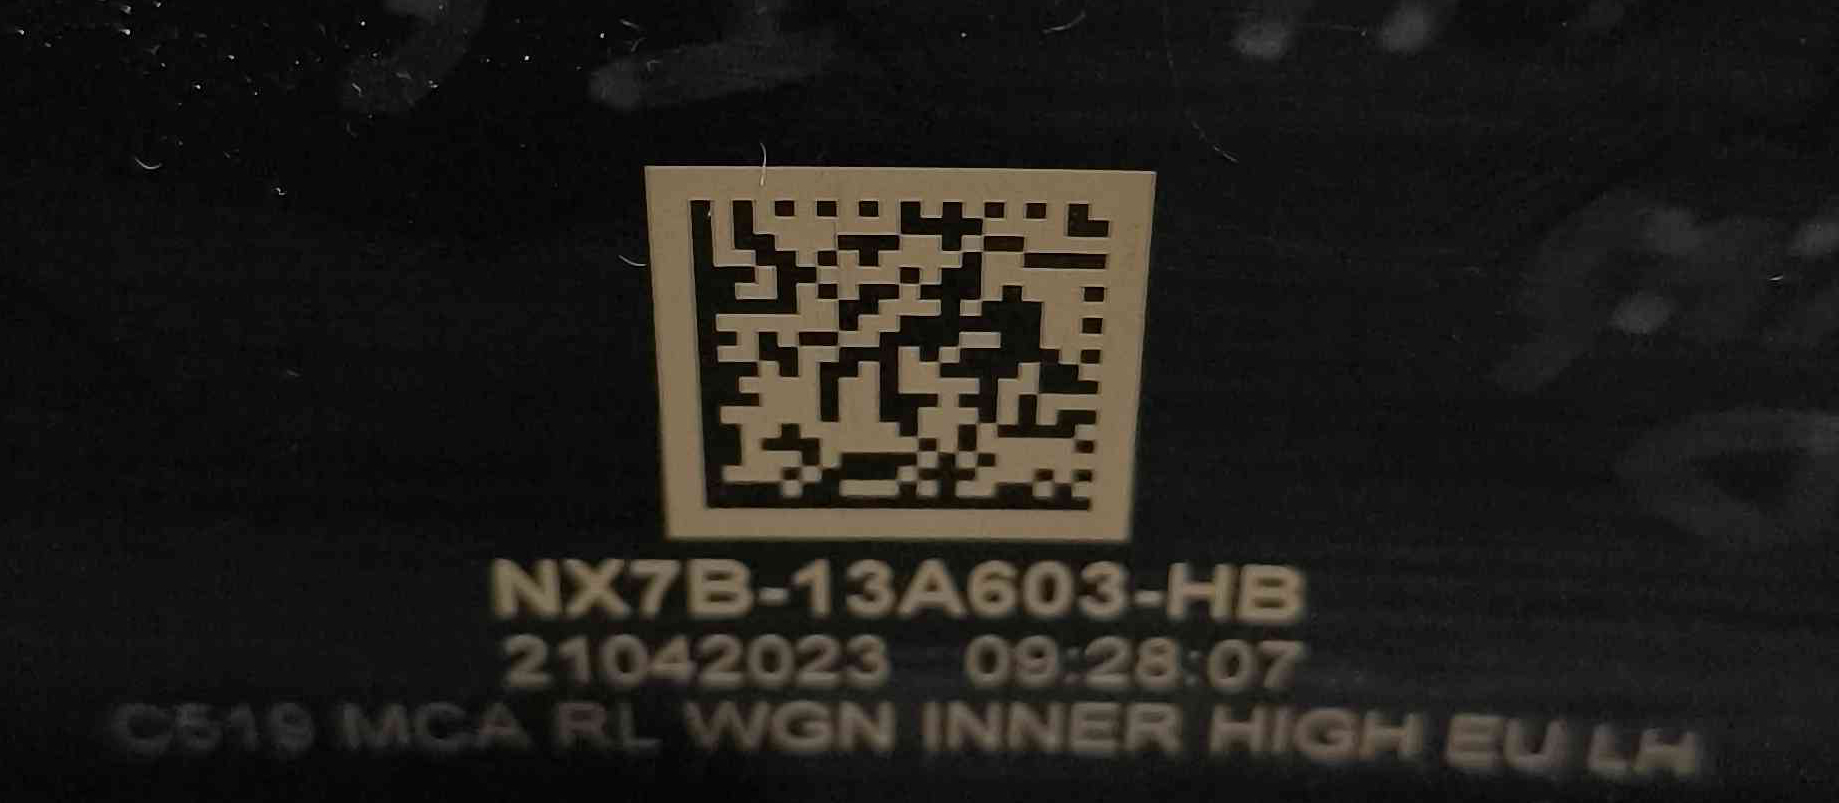 NX7B-13A603-HB
21042023 09:28:07
C519 MCA RL WGN INNER HIGH EU LH